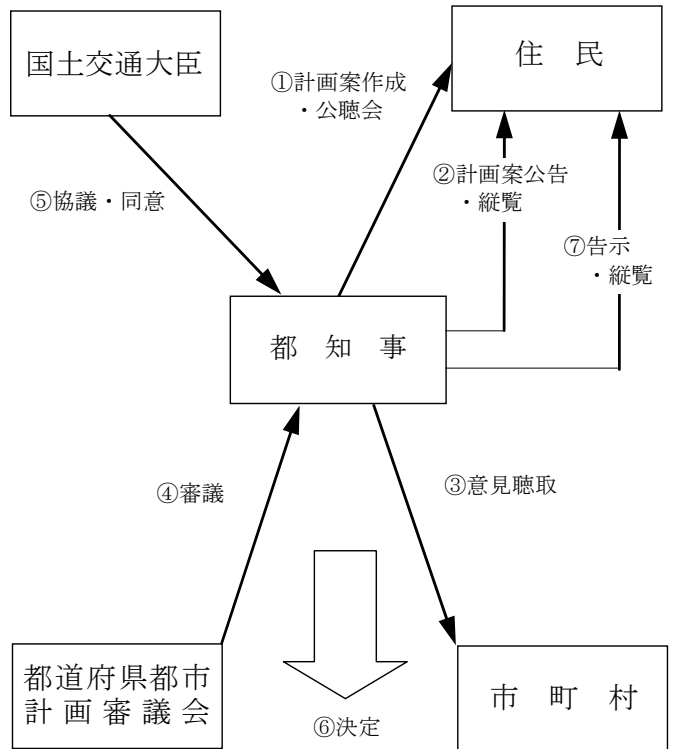 国土交通大臣
住民
①計画案作成
・公聴会
②計画案公告
・縦覧
⑤協議・同意
⑦告示
・縦覧
都知事
④審議
③意見聴取
都道府県都市
計画審議会
市町村
⑥決定